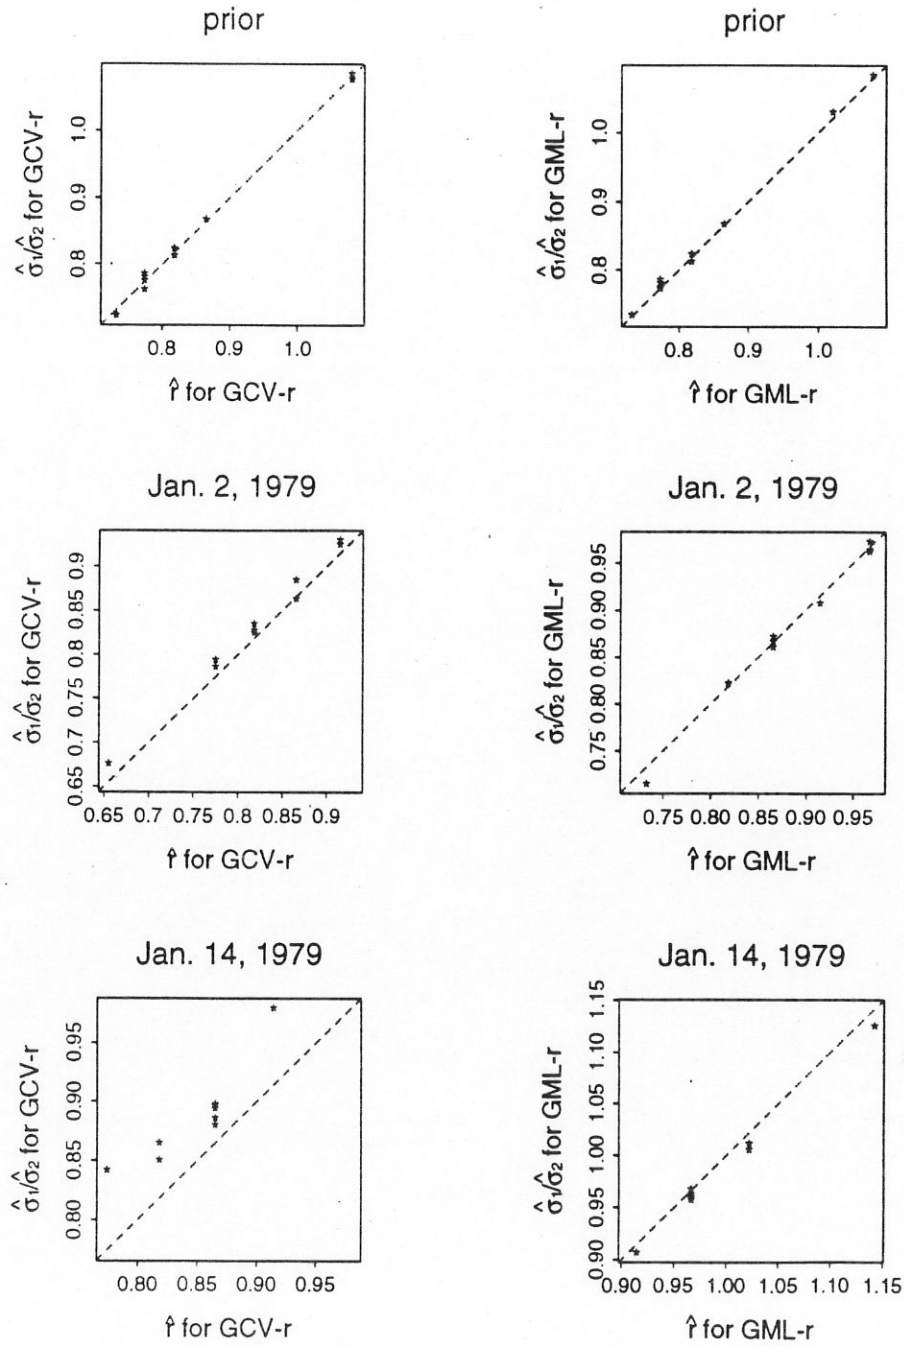 prior
σ̂1/σ̂2 for GCV-r
1.0
0.9
0.8
0.8 0.9 1.0
r̂ for GCV-r
prior
σ̂1/σ̂2 for GML-r
1.0
0.9
0.8
0.8 0.9 1.0
r̂ for GML-r
Jan. 2, 1979
σ̂1/σ̂2 for GCV-r
0.9
0.85
0.8
0.75
0.7
0.65
0.65 0.7 0.75 0.8 0.85 0.9
r̂ for GCV-r
Jan. 2, 1979
σ̂1/σ̂2 for GML-r
0.95
0.90
0.85
0.80
0.75
0.75 0.80 0.85 0.90 0.95
r̂ for GML-r
Jan. 14, 1979
σ̂1/σ̂2 for GCV-r
0.95
0.90
0.85
0.80
0.80 0.85 0.90 0.95
r̂ for GCV-r
Jan. 14, 1979
σ̂1/σ̂2 for GML-r
1.15
1.10
1.05
1.00
0.95
0.90
0.90 0.95 1.00 1.05 1.10 1.15
r̂ for GML-r